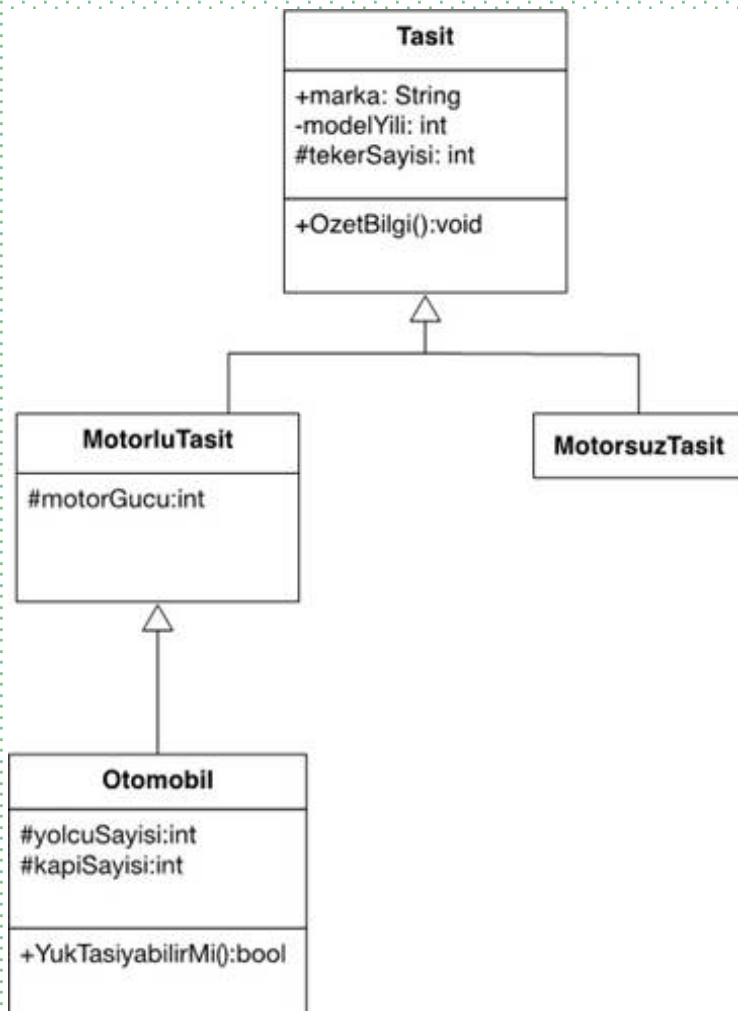 Tasit
+marka: String
-modelYili: int
#tekerSayisi: int
+OzetBilgi():void
MotorluTasit
#motorGucu:int
MotorsuzTasit
Otomobil
#yolcuSayisi:int
#kapiSayisi:int
+YukTasiyabilirMi():bool